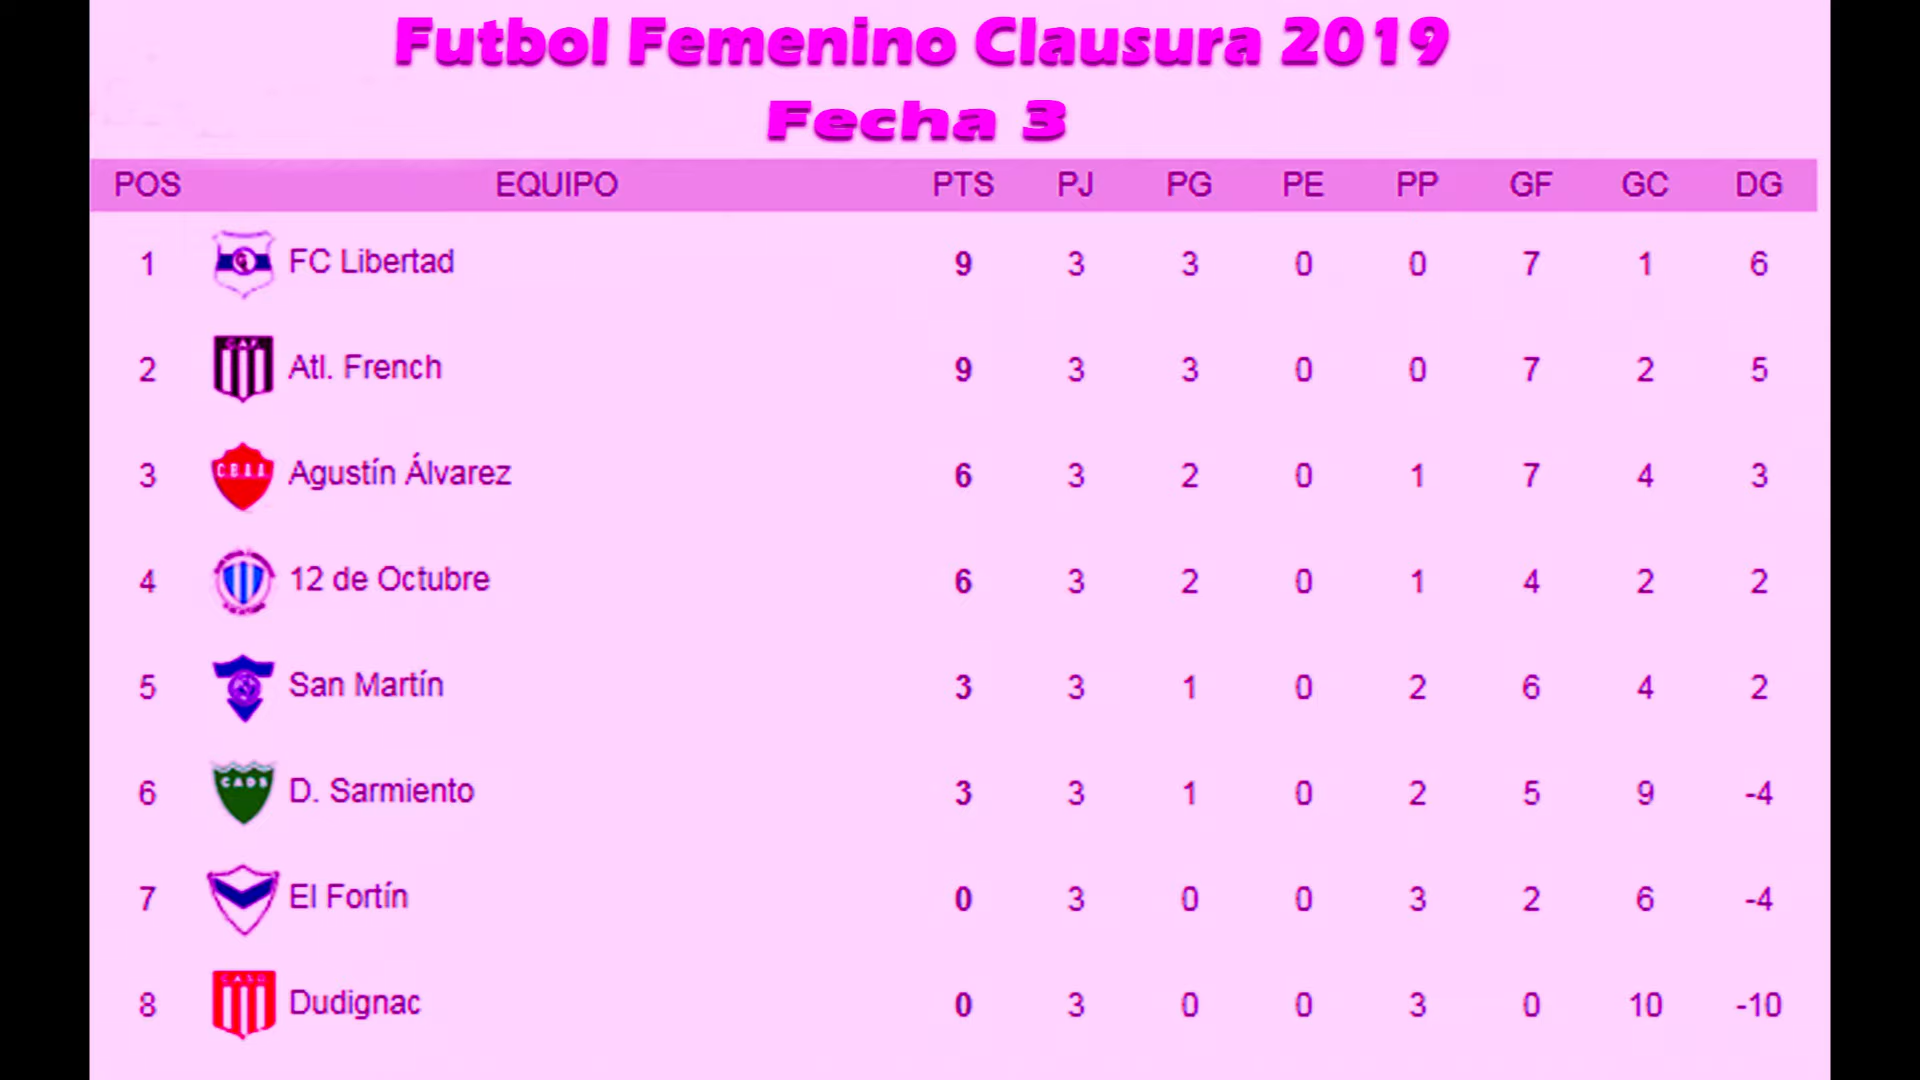 Futbol Femenino Clausura 2019
Fecha 3
POS EQUIPO PTS PJ PG PE PP GF GC DG
1 FC Libertad 9 3 3 0 0 7 1 6
C A F
2 Atl. French 9 3 3 0 0 7 2 5
3 C.B.A.A. Agustín Álvarez 6 3 2 0 1 7 4 3
4 12 de Octubre 6 3 2 0 1 4 2 2
5 San Martín 3 3 1 0 2 6 4 2
6 CADS D. Sarmiento 3 3 1 0 2 5 9 -4
7 El Fortín 0 3 0 0 3 2 6 -4
8 Dudignac 0 3 0 0 3 0 10 -10